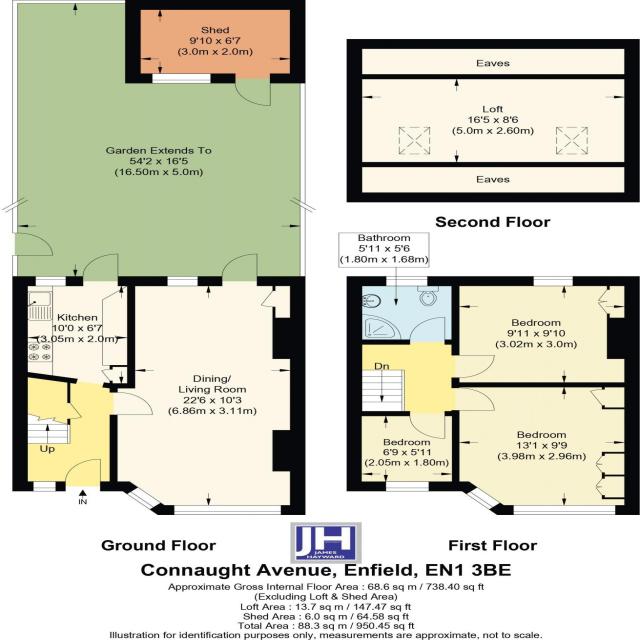 Shed
9'10 x 6'7
(3.0m x 2.0m)
Garden Extends To
54'2 x 16'5
(16.50m x 5.0m)
Eaves
Loft
16'5 x 8'6
(5.0m x 2.60m)
Eaves
Second Floor
Kitchen
10'0 x 6'7
(3.05m x 2.0m)
Dining/
Living Room
22'6 x 10'3
(6.86m x 3.11m)
Up
IN
Ground Floor
Bathroom
5'11 x 5'6
(1.80m x 1.68m)
Bedroom
9'11 x 9'10
(3.02m x 3.0m)
Dn
Bedroom
6'9 x 5'11
(2.05m x 1.80m)
Bedroom
13'1 x 9'9
(3.98m x 2.96m)
First Floor
JH
JAMES
HAYWARD
Connaught Avenue, Enfield, EN1 3BE
Approximate Gross Internal Floor Area : 68.6 sq m / 738.40 sq ft
(Excluding Loft & Shed Area)
Loft Area : 13.7 sq m / 147.47 sq ft
Shed Area : 6.0 sq m / 64.58 sq ft
Total Area : 88.3 sq m / 950.45 sq ft
Illustration for identification purposes only, measurements are approximate, not to scale.